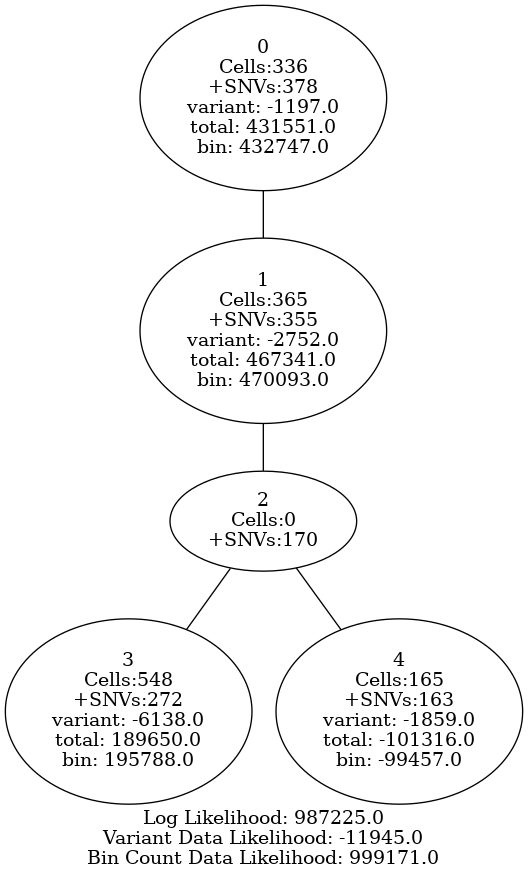 0
Cells:336
+SNVs:378
variant: -1197.0
total: 431551.0
bin: 432747.0
1
Cells:365
+SNVs:355
variant: -2752.0
total: 467341.0
bin: 470093.0
2
Cells:0
+SNVs:170
3
Cells:548
+SNVs:272
variant: -6138.0
total: 189650.0
bin: 195788.0
4
Cells:165
+SNVs:163
variant: -1859.0
total: -101316.0
bin: -99457.0
Log Likelihood: 987225.0
Variant Data Likelihood: -11945.0
Bin Count Data Likelihood: 999171.0